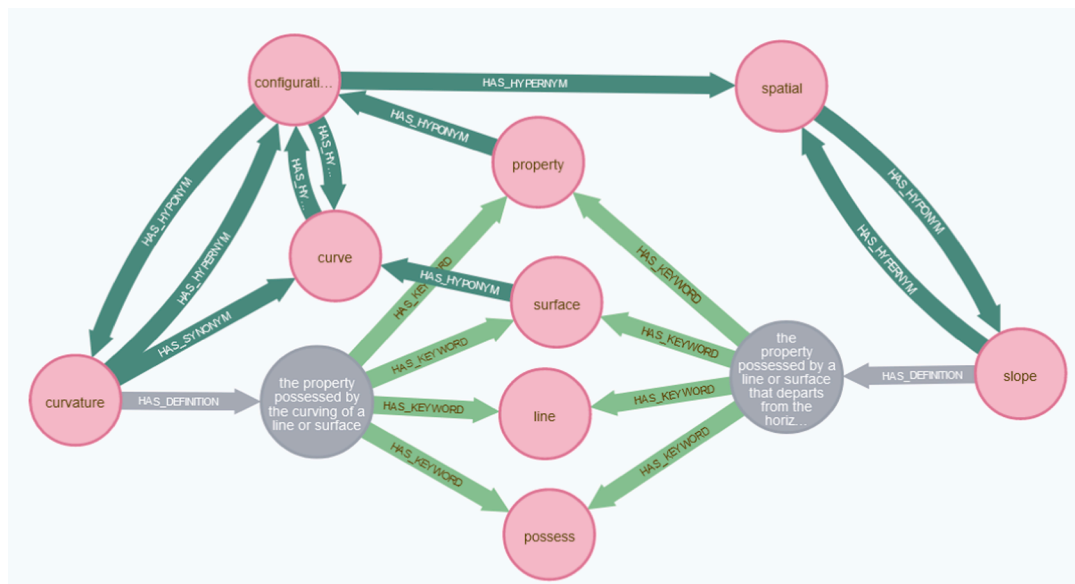 configurati...
HAS_HYPERNYM
spatial
HAS_HYPONYM
property
HAS_HY...
HAS_HY...
HAS_HYPONYM
HAS_HYPERNYM
HAS_SYNONYM
curve
HAS_HYPONYM
HAS_HYPERNYM
HAS_KEYWORD
HAS_HYPONYM
HAS_KEYWORD
surface
HAS_KEYWORD
HAS_KEYWORD
curvature
HAS_DEFINITION
the property
possessed by
the curving of a
line or surface
HAS_KEYWORD
line
HAS_KEYWORD
the
property
possessed by a
line or surface
that departs
from the
horiz...
HAS_DEFINITION
slope
HAS_KEYWORD
HAS_KEYWORD
possess